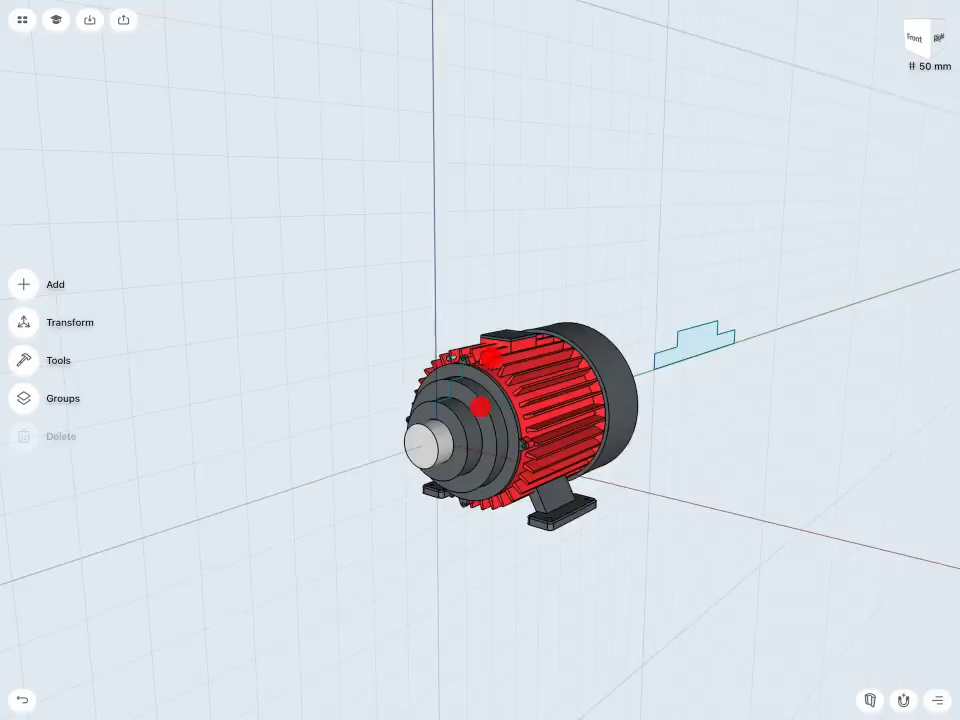 Front
Right
50 mm
Add
Transform
Tools
Groups
Delete